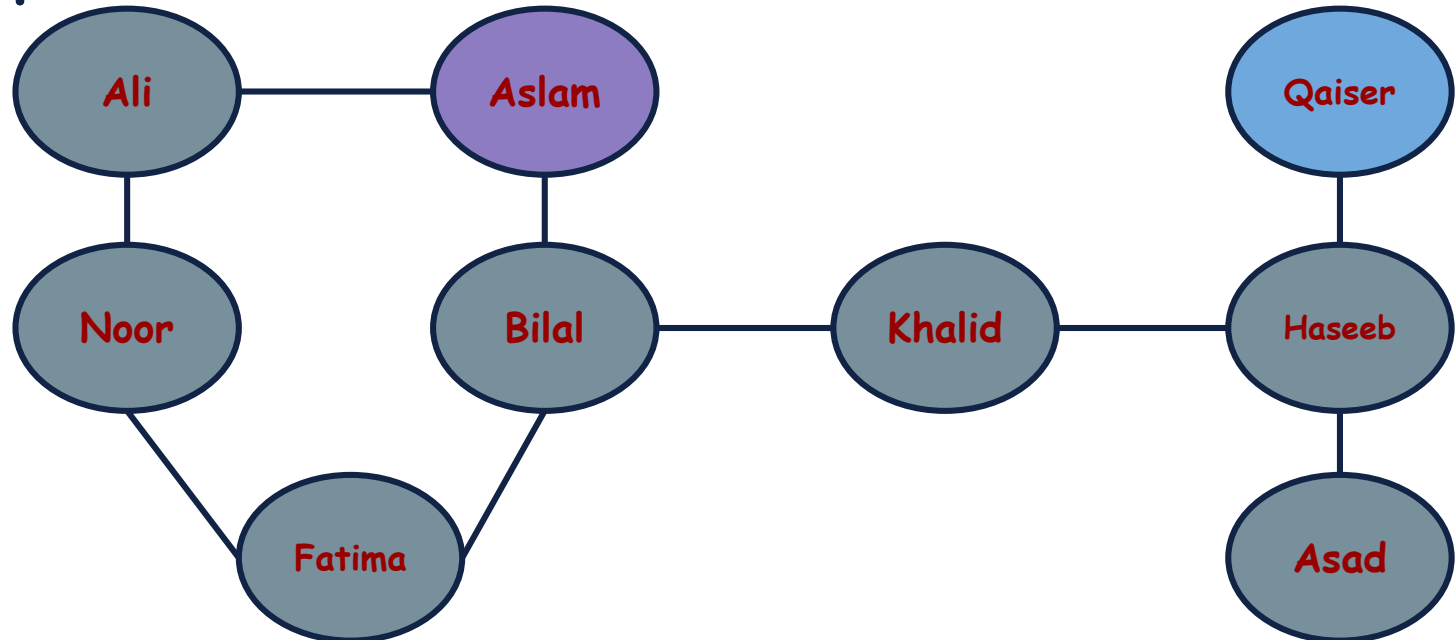 Ali
Aslam
Qaiser
Noor
Bilal
Khalid
Haseeb
Fatima
Asad